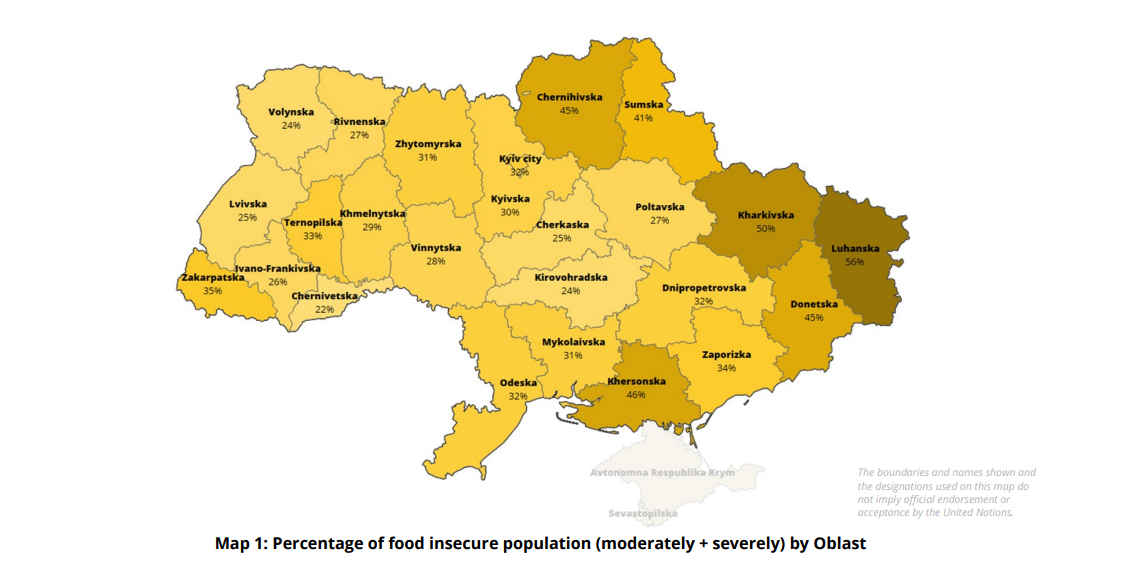 Chernihivska
45%
Sumska
41%
Volynska
24%
Rivnenska
27%
Zhytomyrska
31%
Kyiv city
32%
Kyivska
30%
Lvivska
25%
Ternopilska
33%
Khmelnytska
29%
Vinnytska
28%
Cherkaska
25%
Poltavska
27%
Kharkivska
50%
Luhanska
56%
Zakarpatska
35%
Ivano-Frankivska
26%
Chernivetska
22%
Kirovohradska
24%
Dnipropetrovska
32%
Donetska
45%
Mykolaivska
31%
Zaporizka
34%
Odeska
32%
Khersonska
46%
Avtonomna Respublika Krym
Sevastopilska
The boundaries and names shown and
the designations used on this map do
not imply official endorsement or
acceptance by the United Nations.
Map 1: Percentage of food insecure population (moderately + severely) by Oblast